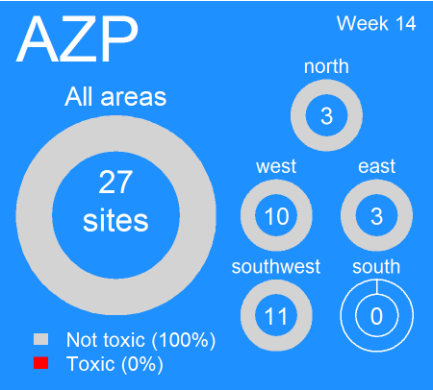 AZP
Week 14
All areas
27
sites
north
3
west
10
east
3
southwest
11
south
0
Not toxic (100%)
Toxic (0%)